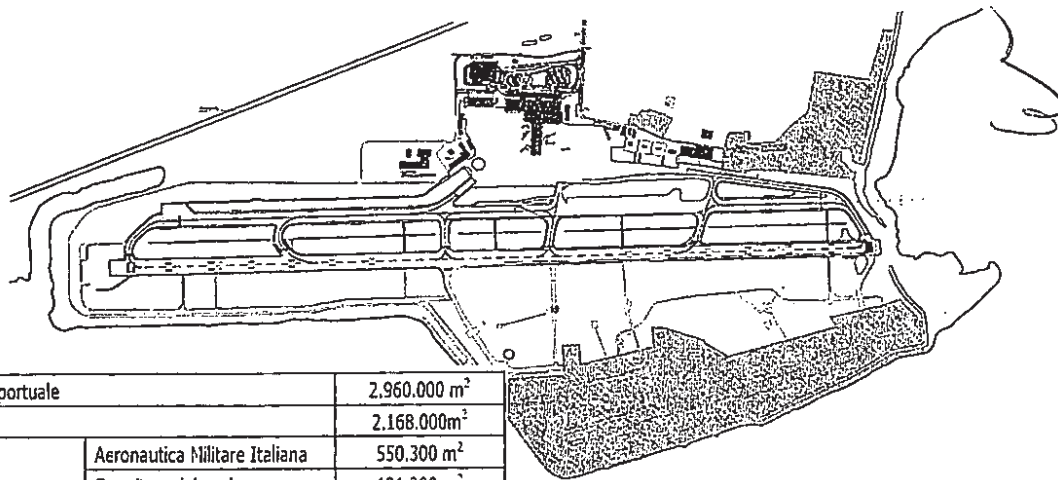 portuale 2.960.000 m²
2.168.000m²
Aeronautica Militare Italiana 550.300 m²